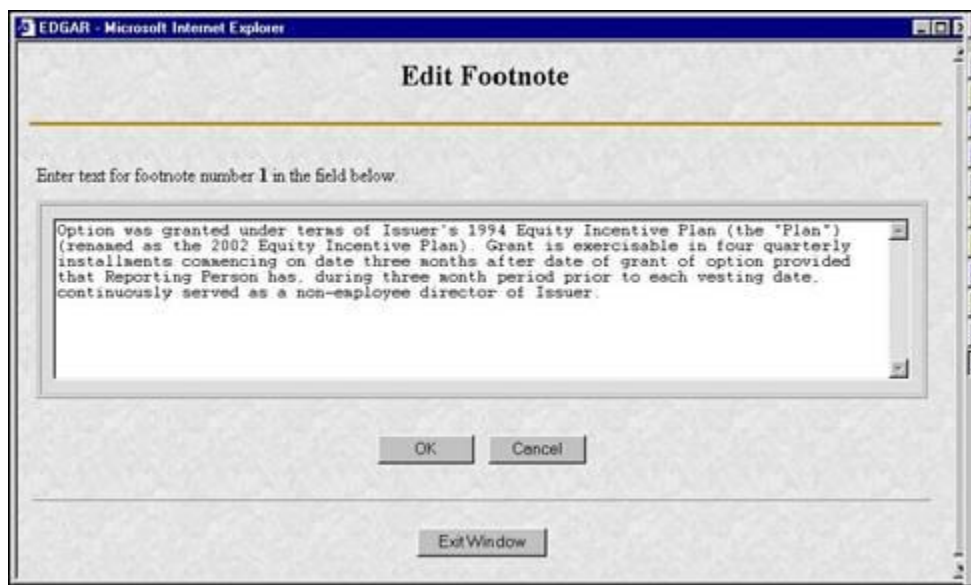 EDGAR - Microsoft Internet Explorer
Edit Footnote
Enter text for footnote number 1 in the field below.
Option was granted under terms of Issuer's 1994 Equity Incentive Plan (the "Plan")
(renamed as the 2002 Equity Incentive Plan). Grant is exercisable in four quarterly
installments commencing on date three months after date of grant of option provided
that Reporting Person has, during three month period prior to each vesting date,
continuously served as a non-employee director of Issuer.
OK Cancel
Exit Window